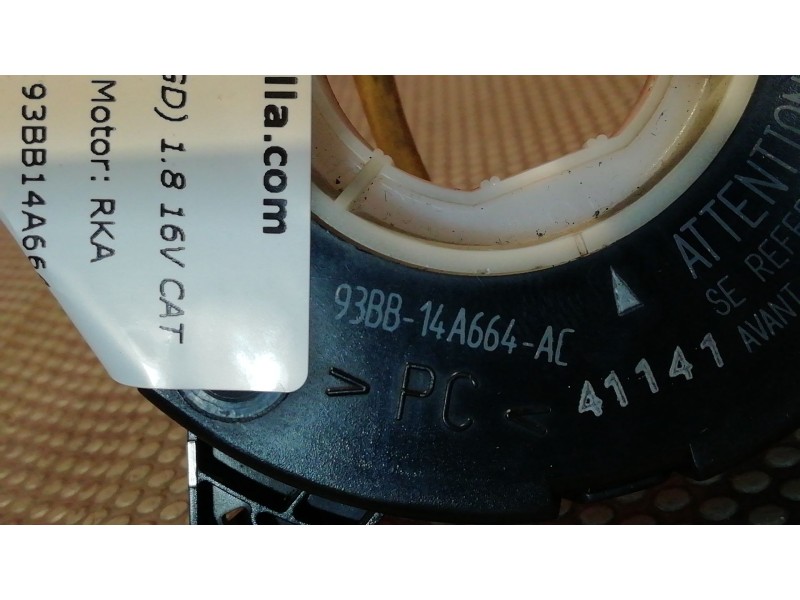 lla.com
GD) 1.8 16V CAT
Motor: RKA
93BB14A66
93BB-14A664-AC
> PC <
41141
ATTENTION
SE REFER
AVANT